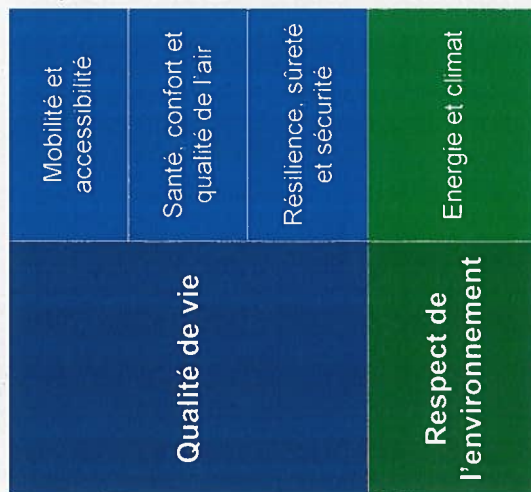 Qualité de vie
Mobilité et
accessibilité
Santé, confort et
qualité de l'air
Résilience, sûreté
et sécurité
Respect de
l'environnement
Energie et climat